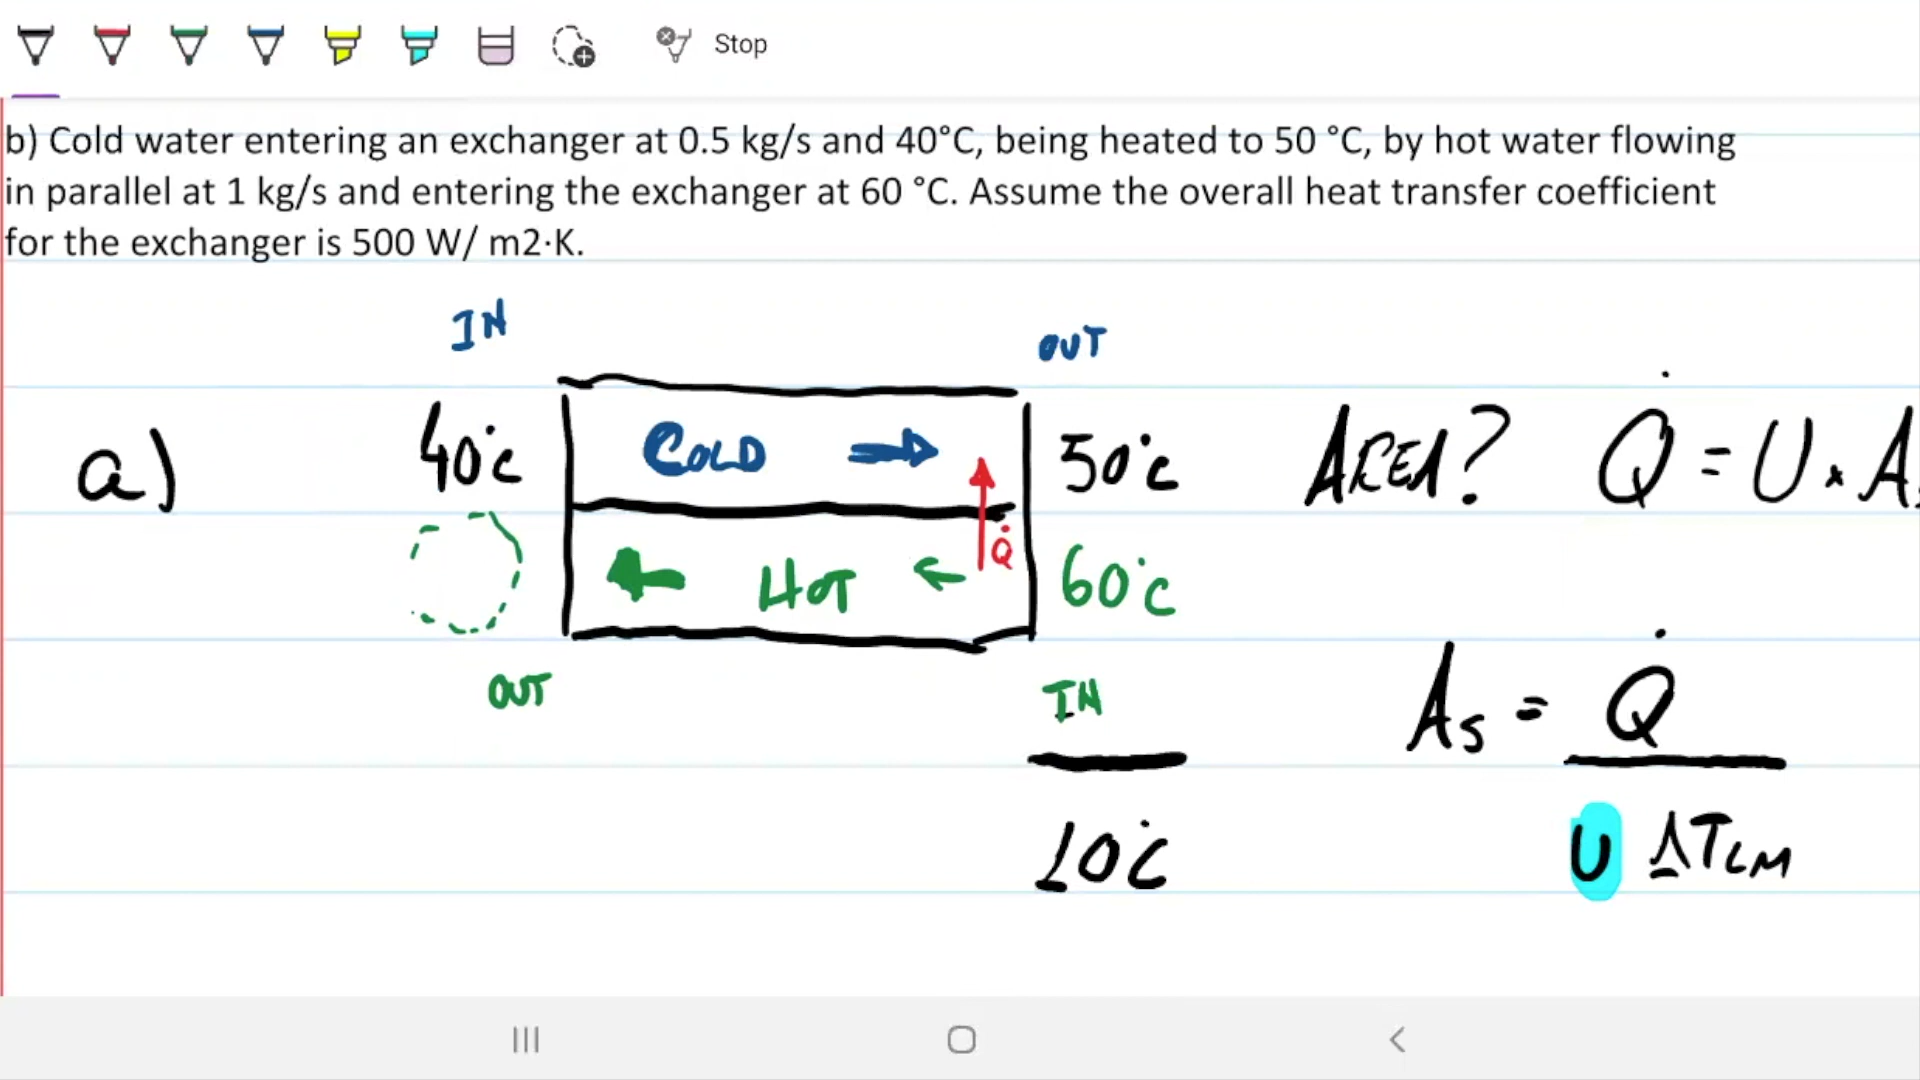 Stop
b) Cold water entering an exchanger at 0.5 kg/s and 40°C, being heated to 50 °C, by hot water flowing
in parallel at 1 kg/s and entering the exchanger at 60 °C. Assume the overall heat transfer coefficient
for the exchanger is 500 W/ m2·K.
IN OUT
a) 40°C COLD 50°C AREA? Q̇ = U × A
HOT Q̇ 60°C
OUT IN
As = Q̇
10°C U ΔTLM